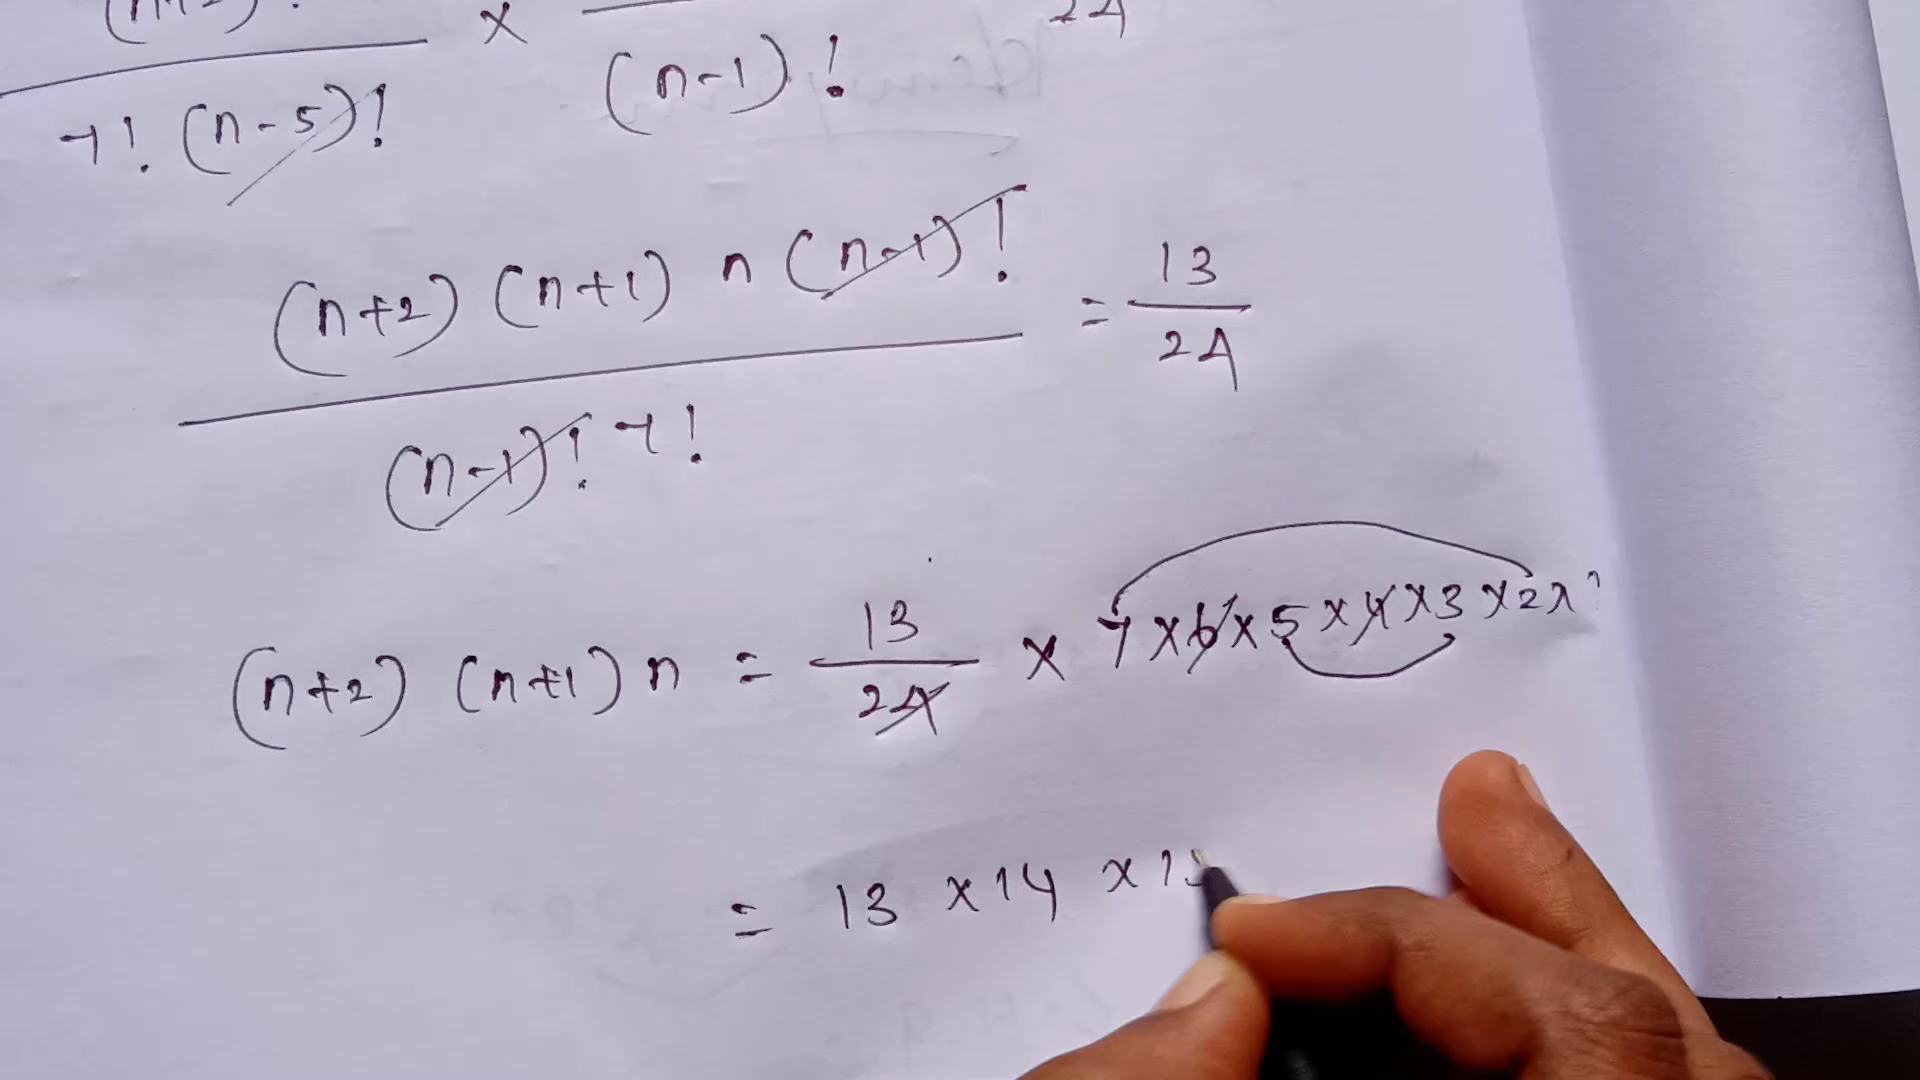 × 24
7! (n-5)! (n-1)!
(n+2) (n+1) n (n-1)! = 13/24
(n-1)! 7!
(n+2) (n+1) n = 13/24 × 7×6×5×4×3×2×
= 13 × 14 × 1